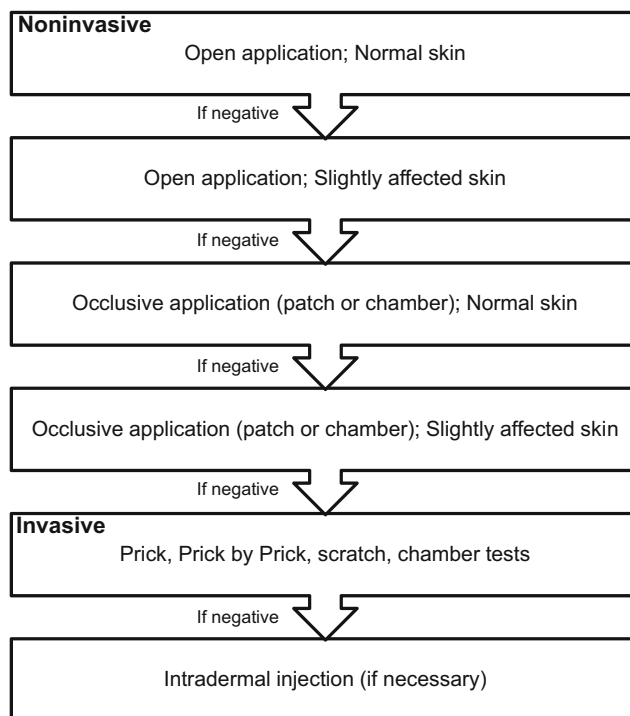 Noninvasive
Open application; Normal skin
If negative
Open application; Slightly affected skin
If negative
Occlusive application (patch or chamber); Normal skin
If negative
Occlusive application (patch or chamber); Slightly affected skin
If negative
Invasive
Prick, Prick by Prick, scratch, chamber tests
If negative
Intradermal injection (if necessary)